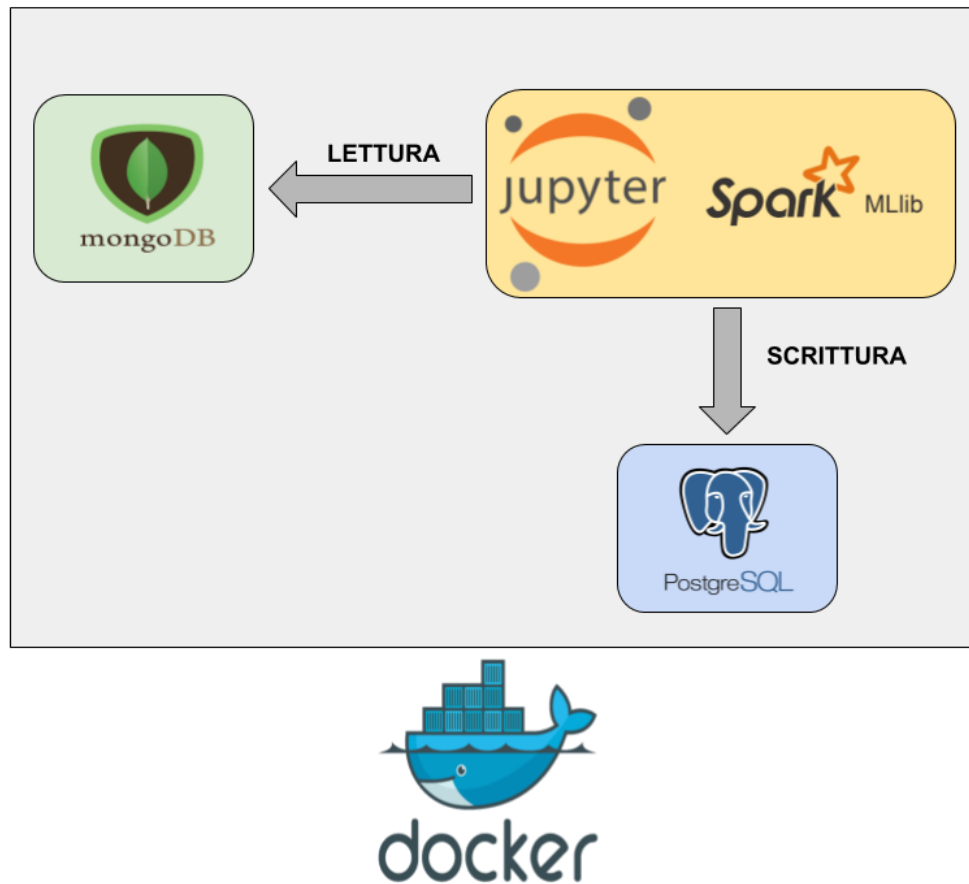 LETTURA
mongoDB
jupyter
Spark MLlib
SCRITTURA
PostgreSQL
docker